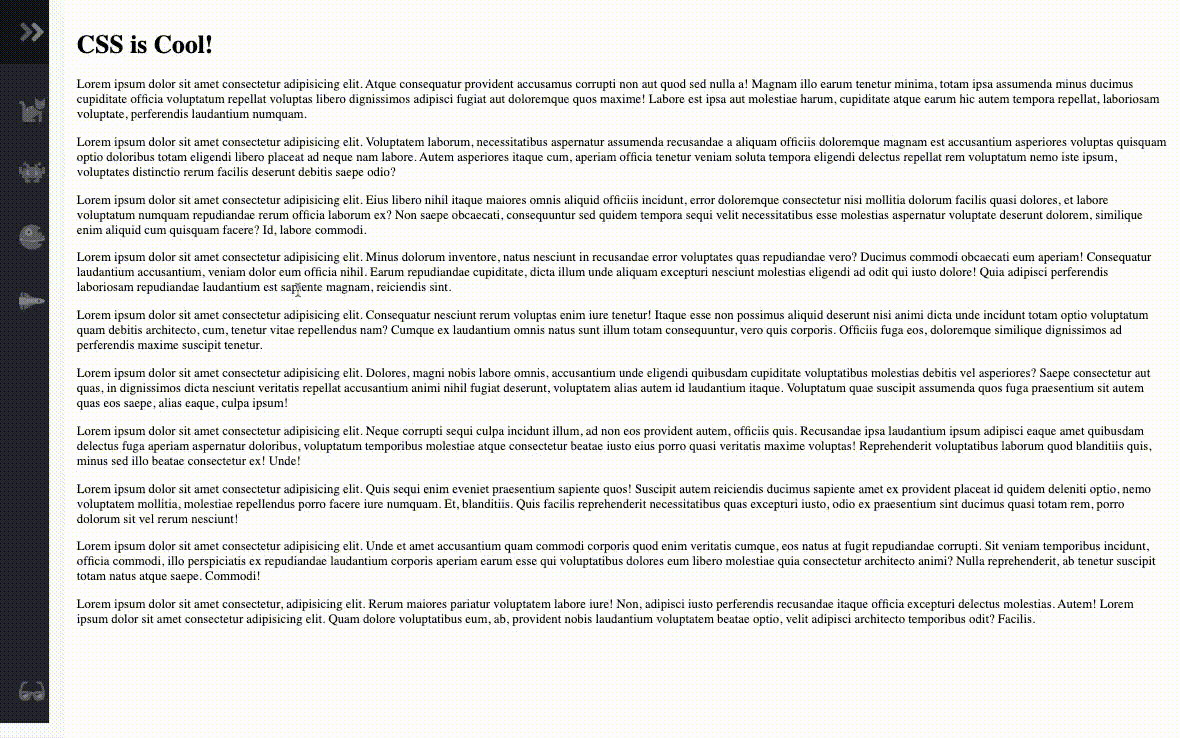 CSS is Cool!
Lorem ipsum dolor sit amet consectetur adipisicing elit. Atque consequatur provident accusamus corrupti non aut quod sed nulla a! Magnam illo earum tenetur minima, totam ipsa assumenda minus ducimus
cupiditate officia voluptatum repellat voluptas libero dignissimos adipisci fugiat aut doloremque quos maxime! Labore est ipsa aut molestiae harum, cupiditate atque earum hic autem tempora repellat, laboriosam
voluptate, perferendis laudantium numquam.
Lorem ipsum dolor sit amet consectetur adipisicing elit. Voluptatem laborum, necessitatibus aspernatur assumenda recusandae a aliquam officiis doloremque magnam est accusantium asperiores voluptas quisquam
optio doloribus totam eligendi libero placeat ad neque nam labore. Autem asperiores itaque cum, aperiam officia tenetur veniam soluta tempora eligendi delectus repellat rem voluptatum nemo iste ipsum,
voluptates distinctio rerum facilis deserunt debitis saepe odio?
Lorem ipsum dolor sit amet consectetur adipisicing elit. Eius libero nihil itaque maiores omnis aliquid officiis incidunt, error doloremque consectetur nisi mollitia dolorum facilis quasi dolores, et labore
voluptatum numquam repudiandae rerum officia laborum ex? Non saepe obcaecati, consequuntur sed quidem tempora sequi velit necessitatibus esse molestias aspernatur voluptate deserunt dolorem, similique
enim aliquid cum quisquam facere? Id, labore commodi.
Lorem ipsum dolor sit amet consectetur adipisicing elit. Minus dolorum inventore, natus nesciunt in recusandae error voluptates quas repudiandae vero? Ducimus commodi obcaecati eum aperiam! Consequatur
laudantium accusantium, veniam dolor eum officia nihil. Earum repudiandae cupiditate, dicta illum unde aliquam excepturi nesciunt molestias eligendi ad odit qui iusto dolore! Quia adipisci perferendis
laboriosam repudiandae laudantium est sapiente magnam, reiciendis sint.
Lorem ipsum dolor sit amet consectetur adipisicing elit. Consequatur nesciunt rerum voluptas enim iure tenetur! Itaque esse non possimus aliquid deserunt nisi animi dicta unde incidunt totam optio voluptatum
quam debitis architecto, cum, tenetur vitae repellendus nam? Cumque ex laudantium omnis natus sunt illum totam consequuntur, vero quis corporis. Officiis fuga eos, doloremque similique dignissimos ad
perferendis maxime suscipit tenetur.
Lorem ipsum dolor sit amet consectetur adipisicing elit. Dolores, magni nobis labore omnis, accusantium unde eligendi quibusdam cupiditate voluptatibus molestias debitis vel asperiores? Saepe consectetur aut
quas, in dignissimos dicta nesciunt veritatis repellat accusantium animi nihil fugiat deserunt, voluptatem alias autem id laudantium itaque. Voluptatum quae suscipit assumenda quos fuga praesentium sit autem
quas eos saepe, alias eaque, culpa ipsum!
Lorem ipsum dolor sit amet consectetur adipisicing elit. Neque corrupti sequi culpa incidunt illum, ad non eos provident autem, officiis quis. Recusandae ipsa laudantium ipsum adipisci eaque amet quibusdam
delectus fuga aperiam aspernatur doloribus, voluptatum temporibus molestiae atque consectetur beatae iusto eius porro quasi veritatis maxime voluptas! Reprehenderit voluptatibus laborum quod blanditiis quis,
minus sed illo beatae consectetur ex! Unde!
Lorem ipsum dolor sit amet consectetur adipisicing elit. Quis sequi enim eveniet praesentium sapiente quos! Suscipit autem reiciendis ducimus sapiente amet ex provident placeat id quidem deleniti optio, nemo
voluptatem mollitia, molestiae repellendus porro facere iure numquam. Et, blanditiis. Quis facilis reprehenderit necessitatibus quas excepturi iusto, odio ex praesentium sint ducimus quasi totam rem, porro
dolorum sit vel rerum nesciunt!
Lorem ipsum dolor sit amet consectetur adipisicing elit. Unde et amet accusantium quam commodi corporis quod enim veritatis cumque, eos natus at fugit repudiandae corrupti. Sit veniam temporibus incidunt,
officia commodi, illo perspiciatis ex repudiandae laudantium corporis aperiam earum esse qui voluptatibus dolores eum libero molestiae quia consectetur architecto animi? Nulla reprehenderit, ab tenetur suscipit
totam natus atque saepe. Commodi!
Lorem ipsum dolor sit amet consectetur, adipisicing elit. Rerum maiores pariatur voluptatem labore iure! Non, adipisci iusto perferendis recusandae itaque officia excepturi delectus molestias. Autem! Lorem
ipsum dolor sit amet consectetur adipisicing elit. Quam dolore voluptatibus eum, ab, provident nobis laudantium voluptatem beatae optio, velit adipisci architecto temporibus odit? Facilis.